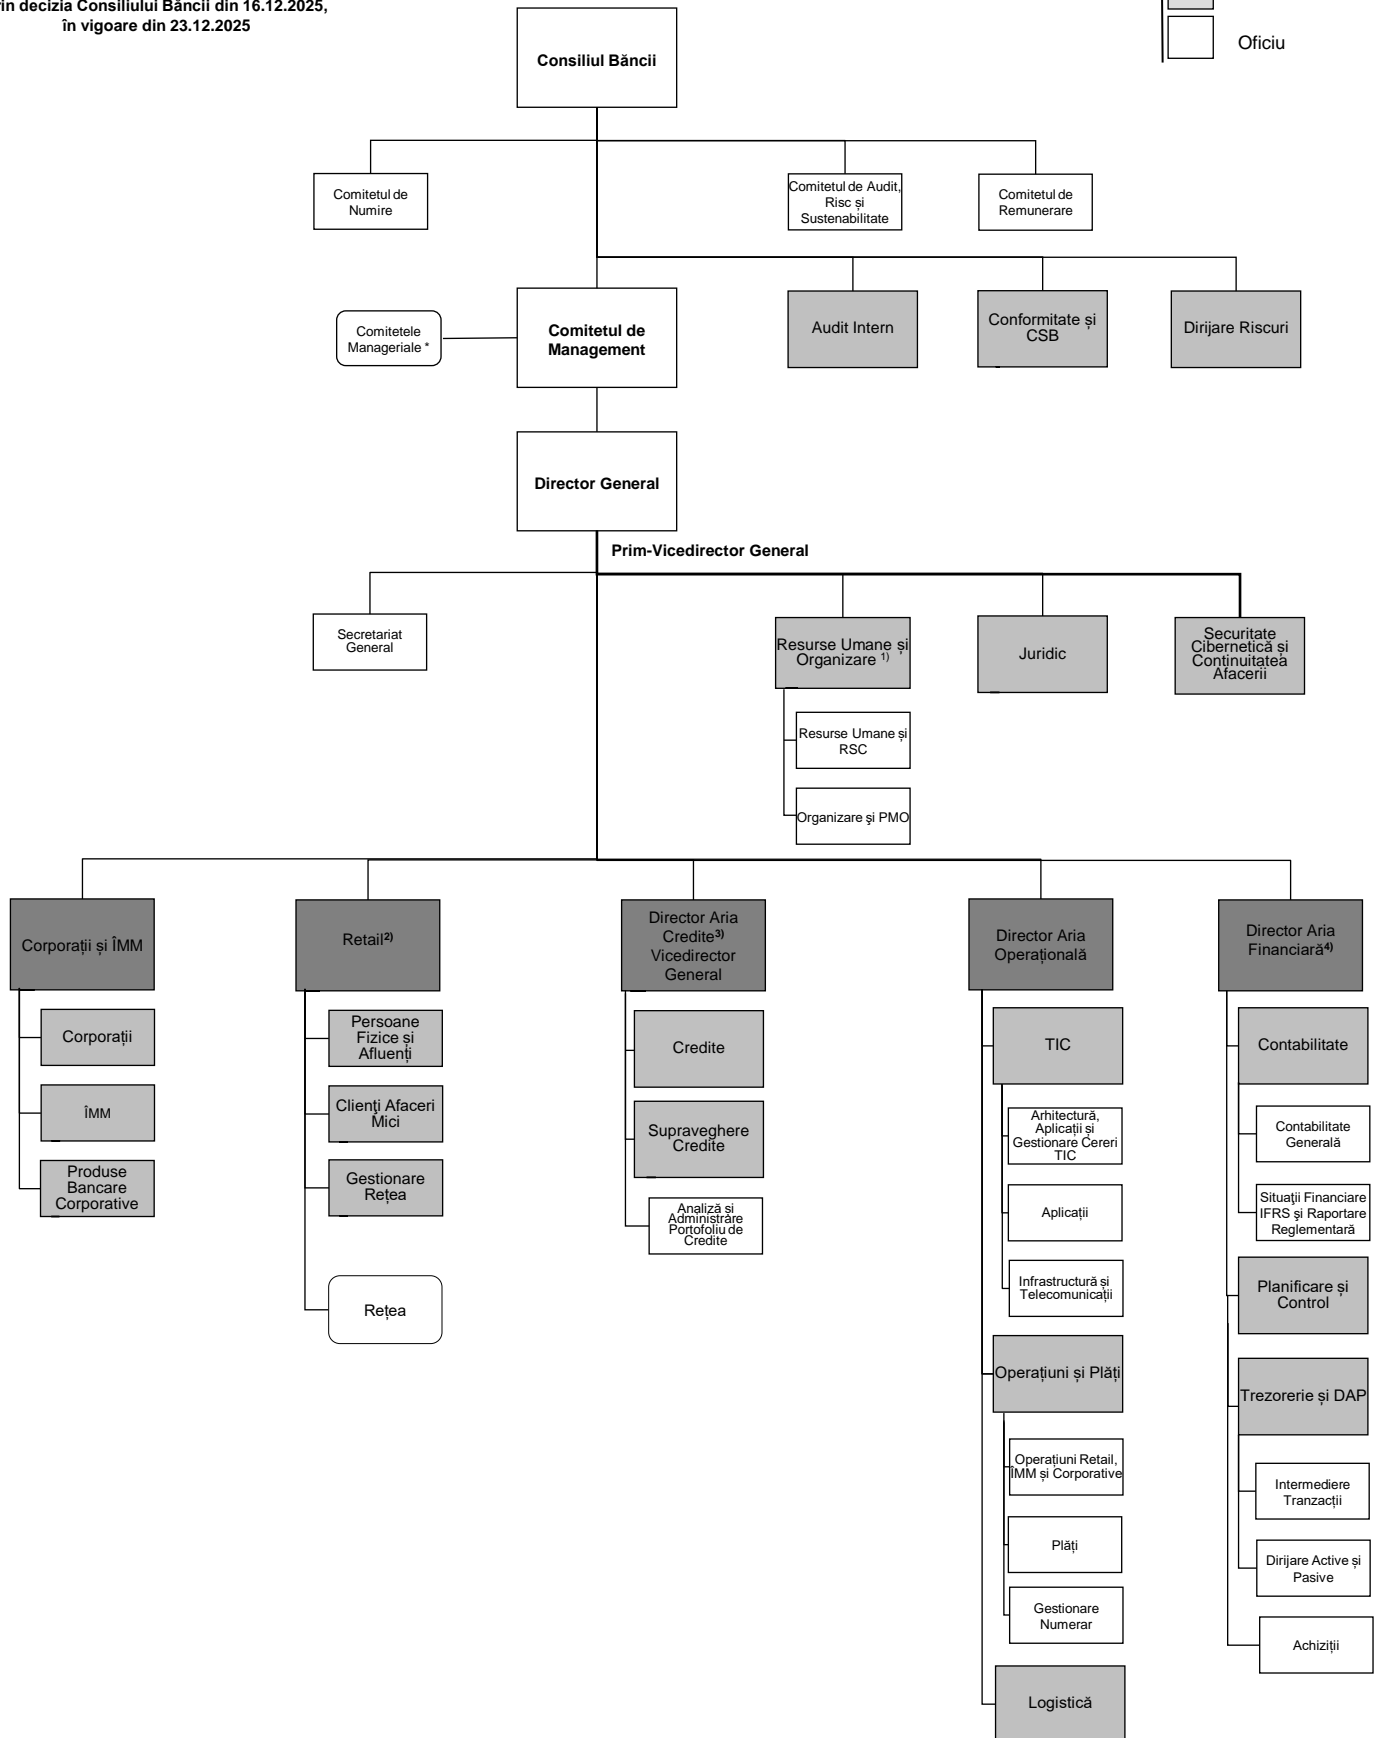 in decizia Consiliului Băncii din 16.12.2025,
în vigoare din 23.12.2025
Oficiu
Consiliul Băncii
Comitetul de
Numire
Comitetul de Audit,
Risc și
Sustenabilitate
Comitetul de
Remunerare
Comitetele
Manageriale *
Comitetul de
Management
Audit Intern
Conformitate și
CSB
Dirijare Riscuri
Director General
Prim-Vicedirector General
Secretariat
General
Resurse Umane și
Organizare 1)
Juridic
Securitate
Cibernetică și
Continuitatea
Afacerii
Resurse Umane și
RSC
Organizare şi PMO
Corporații și ÎMM
Corporații
ÎMM
Produse
Bancare
Corporative
Retail2)
Persoane
Fizice și
Afluenți
Clienţi Afaceri
Mici
Gestionare
Rețea
Rețea
Director Aria
Credite3)
Vicedirector
General
Credite
Supraveghere
Credite
Analiză si
Administrare
Portofoliu de
Credite
Director Aria
Operațională
TIC
Arhitectură,
Aplicații și
Gestionare Cereri
TIC
Aplicații
Infrastructură și
Telecomunicații
Operațiuni și Plăți
Operațiuni Retail,
ÎMM și Corporative
Plăți
Gestionare
Numerar
Logistică
Director Aria
Financiară4)
Contabilitate
Contabilitate
Generală
Situaţii Financiare
IFRS şi Raportare
Reglementară
Planificare și
Control
Trezorerie și DAP
Intermediere
Tranzacții
Dirijare Active și
Pasive
Achiziții